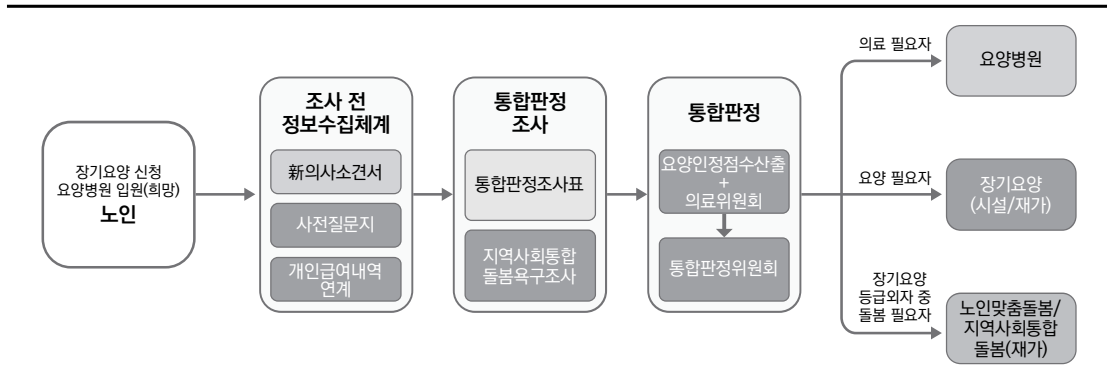 장기요양 신청
요양병원 입원(희망)
노인
조사 전
정보수집체계
新의사소견서
사전질문지
개인급여내역
연계
통합판정
조사
통합판정조사표
지역사회통합
돌봄욕구조사
통합판정
요양인정점수산출
+
의료위원회
통합판정위원회
의료 필요자
요양병원
요양 필요자
장기요양
(시설/재가)
장기요양
등급외자 중
돌봄 필요자
노인맞춤돌봄/
지역사회통합
돌봄(재가)